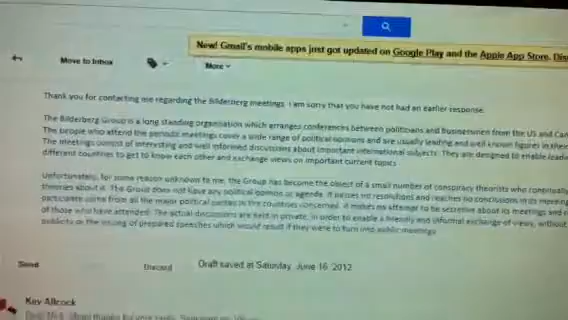 New! Gmail's mobile apps just got updated on Google Play and the Apple App Store. Dis
Move to Inbox
More
Thank you for contacting me regarding the Bilderberg meetings. I am sorry that you have not had an earlier response.
The Bilderberg Group is a long standing organisation which arranges conferences between politicians and businessmen from the US and Can
The people who attend the periodic meetings cover a wide range of political opinions and are usually leading and well known figures in their
The meetings consist of interesting and well informed discussions about important international subjects. They are designed to enable leadin
different countries to get to know each other and exchange views on important current topics.
Unfortunately, for some reason unknown to me, the Group has become the object of a small number of conspiracy theorists who continually
theories about it. The Group does not have any political opinion or agenda. It passes no resolutions and reaches no conclusions in its meeting
participate come from all the major political parties in the countries concerned. It makes no attempt to be secretive about its meetings and
of those who have attended. The actual discussions are held in private, in order to enable a friendly and informal exchange of views, without
publicity or the issuing of prepared speeches which would result if they were to turn into public meetings.
Send
Discard
Draft saved at Saturday, June 16, 2012
Kev Allcock